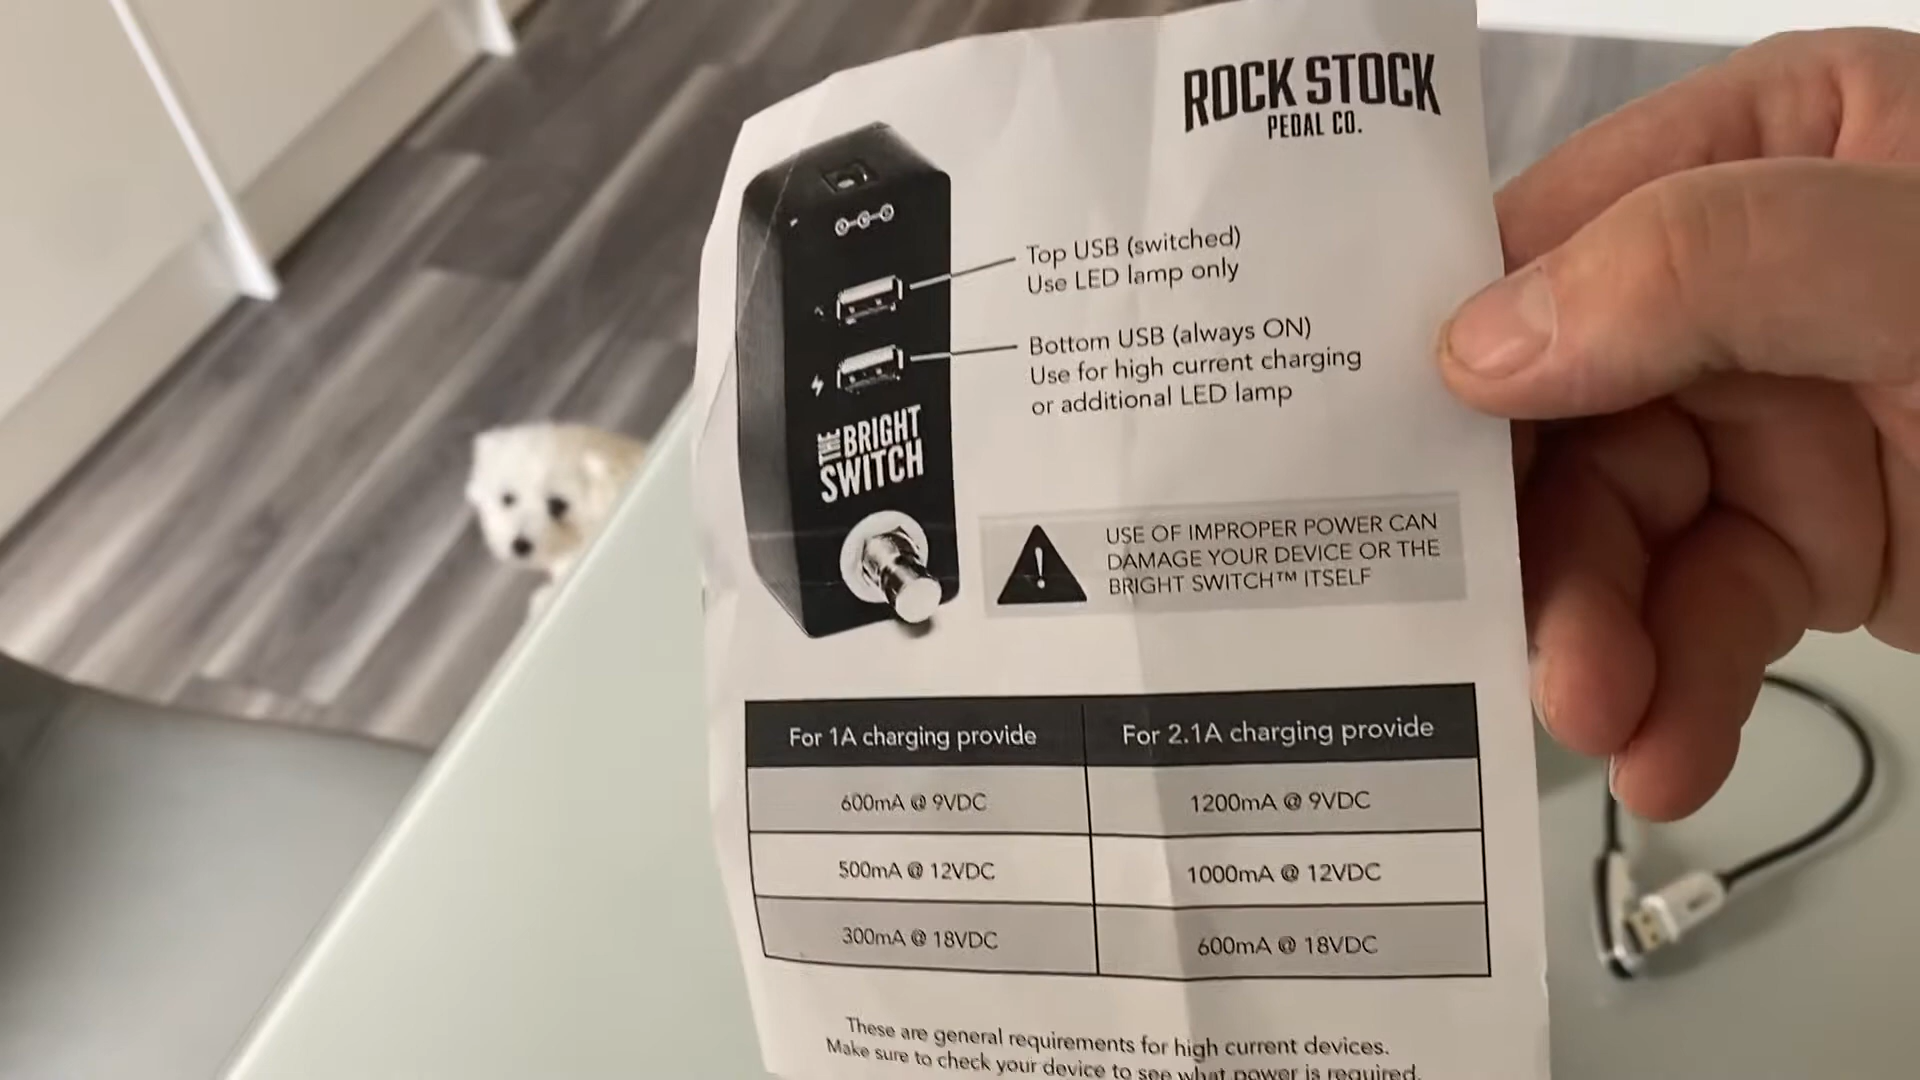 ROCK STOCK
PEDAL CO.
Top USB (switched)
Use LED lamp only
Bottom USB (always ON)
Use for high current charging
or additional LED lamp
THE BRIGHT
SWITCH
USE OF IMPROPER POWER CAN
DAMAGE YOUR DEVICE OR THE
BRIGHT SWITCH™ ITSELF
For 1A charging provide
For 2.1A charging provide
600mA @ 9VDC
1200mA @ 9VDC
500mA @ 12VDC
1000mA @ 12VDC
300mA @ 18VDC
600mA @ 18VDC
These are general requirements for high current devices.
Make sure to check your device to see what power is required.